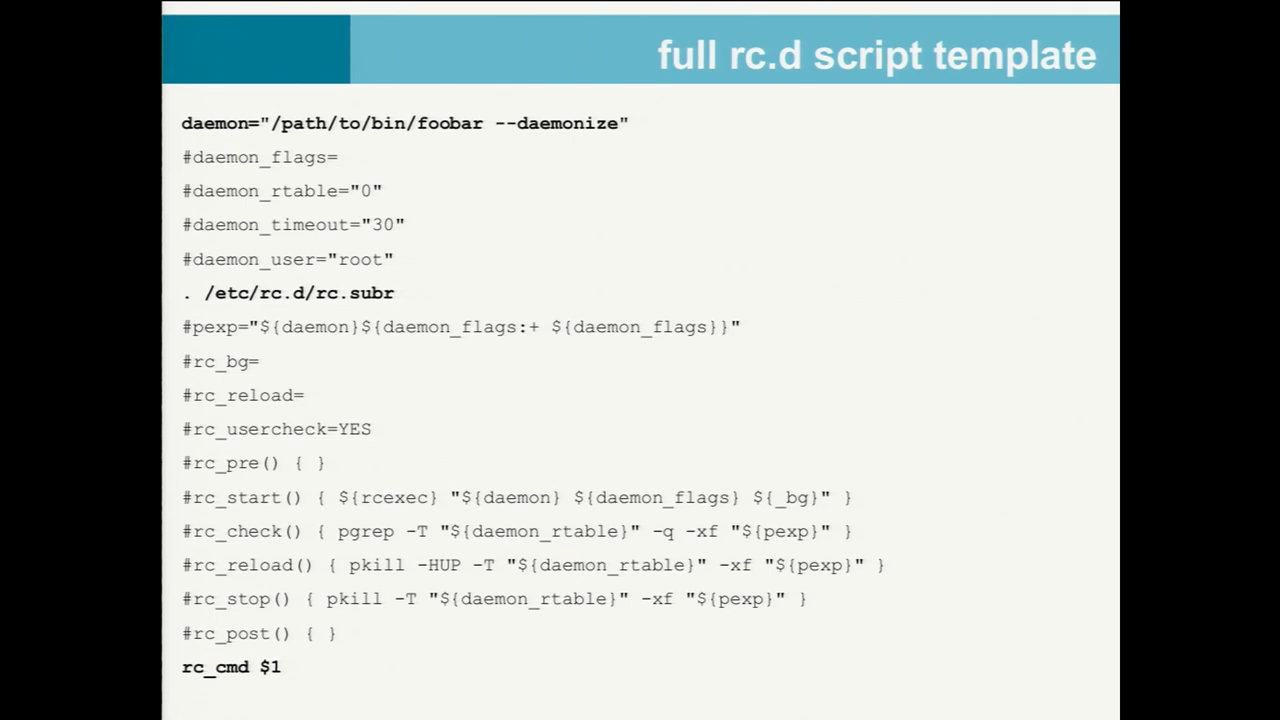 full rc.d script template
daemon="/path/to/bin/foobar --daemonize"
#daemon_flags=
#daemon_rtable="0"
#daemon_timeout="30"
#daemon_user="root"
. /etc/rc.d/rc.subr
#pexp="${daemon}${daemon_flags:+ ${daemon_flags}}"
#rc_bg=
#rc_reload=
#rc_usercheck=YES
#rc_pre() { }
#rc_start() { ${rcexec} "${daemon} ${daemon_flags} ${_bg}" }
#rc_check() { pgrep -T "${daemon_rtable}" -q -xf "${pexp}" }
#rc_reload() { pkill -HUP -T "${daemon_rtable}" -xf "${pexp}" }
#rc_stop() { pkill -T "${daemon_rtable}" -xf "${pexp}" }
#rc_post() { }
rc_cmd $1